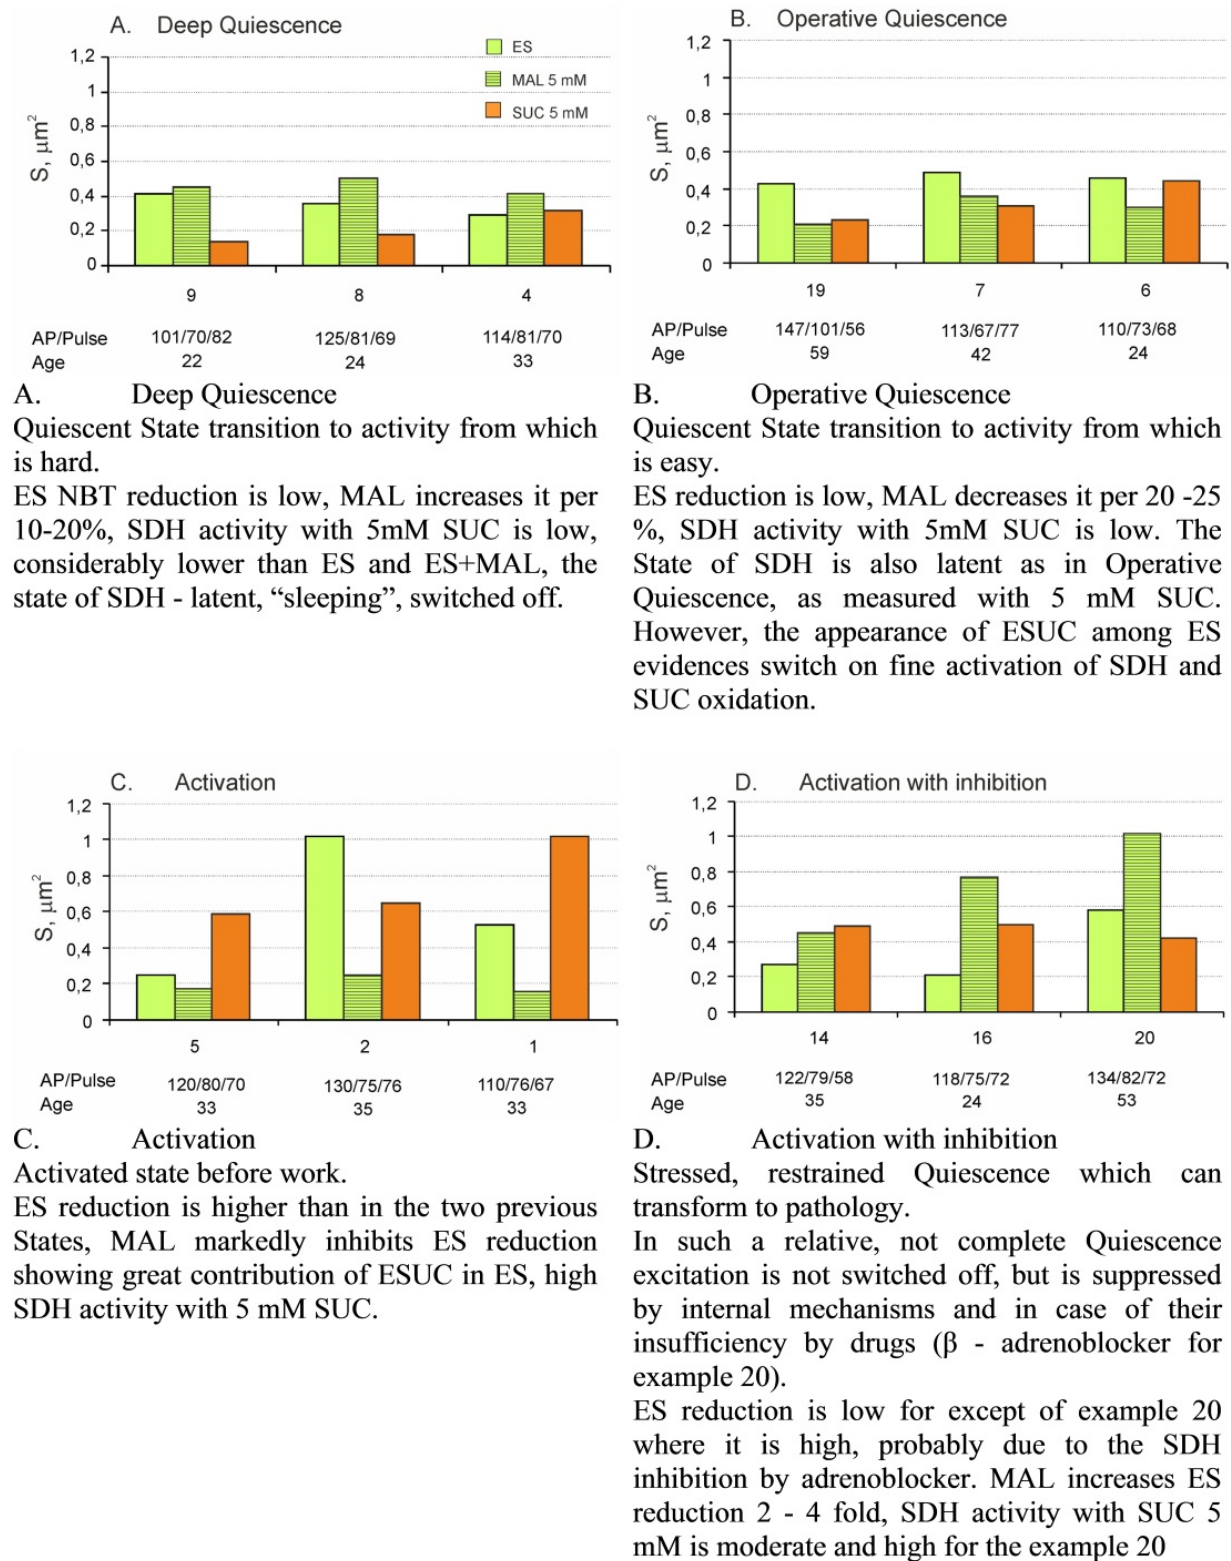 A. Deep Quiescence
ES
MAL 5 mM
SUC 5 mM
S, μm²
1,2
1
0,8
0,6
0,4
0,2
0
9 8 4
AP/Pulse 101/70/82 125/81/69 114/81/70
Age 22 24 33
A. Deep Quiescence
Quiescent State transition to activity from which
is hard.
ES NBT reduction is low, MAL increases it per
10-20%, SDH activity with 5mM SUC is low,
considerably lower than ES and ES+MAL, the
state of SDH - latent, “sleeping”, switched off.
B. Operative Quiescence
S, μm²
1,2
1
0,8
0,6
0,4
0,2
0
19 7 6
AP/Pulse 147/101/56 113/67/77 110/73/68
Age 59 42 24
B. Operative Quiescence
Quiescent State transition to activity from which
is easy.
ES reduction is low, MAL decreases it per 20 -25
%, SDH activity with 5mM SUC is low. The
State of SDH is also latent as in Operative
Quiescence, as measured with 5 mM SUC.
However, the appearance of ESUC among ES
evidences switch on fine activation of SDH and
SUC oxidation.
C. Activation
S, μm²
1,2
1
0,8
0,6
0,4
0,2
0
5 2 1
AP/Pulse 120/80/70 130/75/76 110/76/67
Age 33 35 33
C. Activation
Activated state before work.
ES reduction is higher than in the two previous
States, MAL markedly inhibits ES reduction
showing great contribution of ESUC in ES, high
SDH activity with 5 mM SUC.
D. Activation with inhibition
S, μm²
1,2
1
0,8
0,6
0,4
0,2
0
14 16 20
AP/Pulse 122/79/58 118/75/72 134/82/72
Age 35 24 53
D. Activation with inhibition
Stressed, restrained Quiescence which can
transform to pathology.
In such a relative, not complete Quiescence
excitation is not switched off, but is suppressed
by internal mechanisms and in case of their
insufficiency by drugs (β - adrenoblocker for
example 20).
ES reduction is low for except of example 20
where it is high, probably due to the SDH
inhibition by adrenoblocker. MAL increases ES
reduction 2 - 4 fold, SDH activity with SUC 5
mM is moderate and high for the example 20